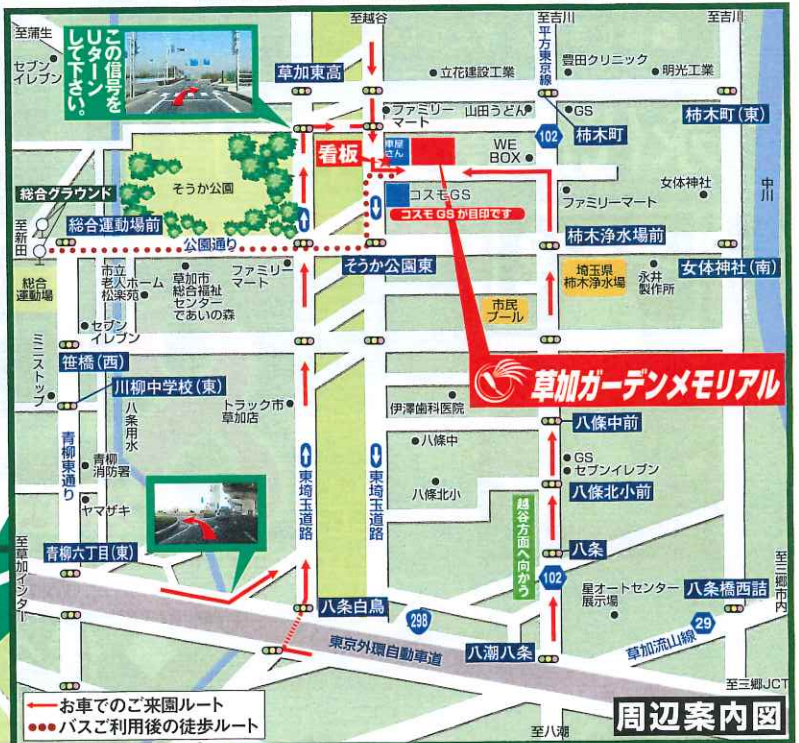 至蒲生
至越谷
至吉川
至吉川
セブン
イレブン
この信号を
Uターン
して下さい。
草加東高
立花建設工業
平方東京線
豊田クリニック
明光工業
ファミリー
マート
山田うどん
GS
柿木町(東)
102
柿木町
看板
車屋
さん
WE
BOX
そうか公園
コスモGS
コスモGSが目印です
ファミリーマート
女体神社
中川
総合グラウンド
至新田
総合運動場前
公園通り
そうか公園東
柿木浄水場前
女体神社(南)
総合
運動場
市立
老人ホーム
松楽苑
草加市
総合福祉
センター
であいの森
ファミリー
マート
埼玉県
柿木浄水場
永井
製作所
市民
プール
セブン
イレブン
ミニストップ
笹橋(西)
川柳中学校(東)
草加ガーデンメモリアル
八条用水
トラック市
草加店
伊澤歯科医院
八條中前
八條中
青柳東通り
青柳
消防署
東埼玉道路
東埼玉道路
GS
セブンイレブン
八條北小
八條北小前
ヤマザキ
越谷方面へ向かう
青柳六丁目(東)
八条
至草加インター
102
至三郷市内
八条白鳥
298
星オートセンター
展示場
八条橋西詰
東京外環自動車道
八潮八条
草加流山線
29
至三郷JCT
お車でのご来園ルート
バスご利用後の徒歩ルート
至八潮
周辺案内図